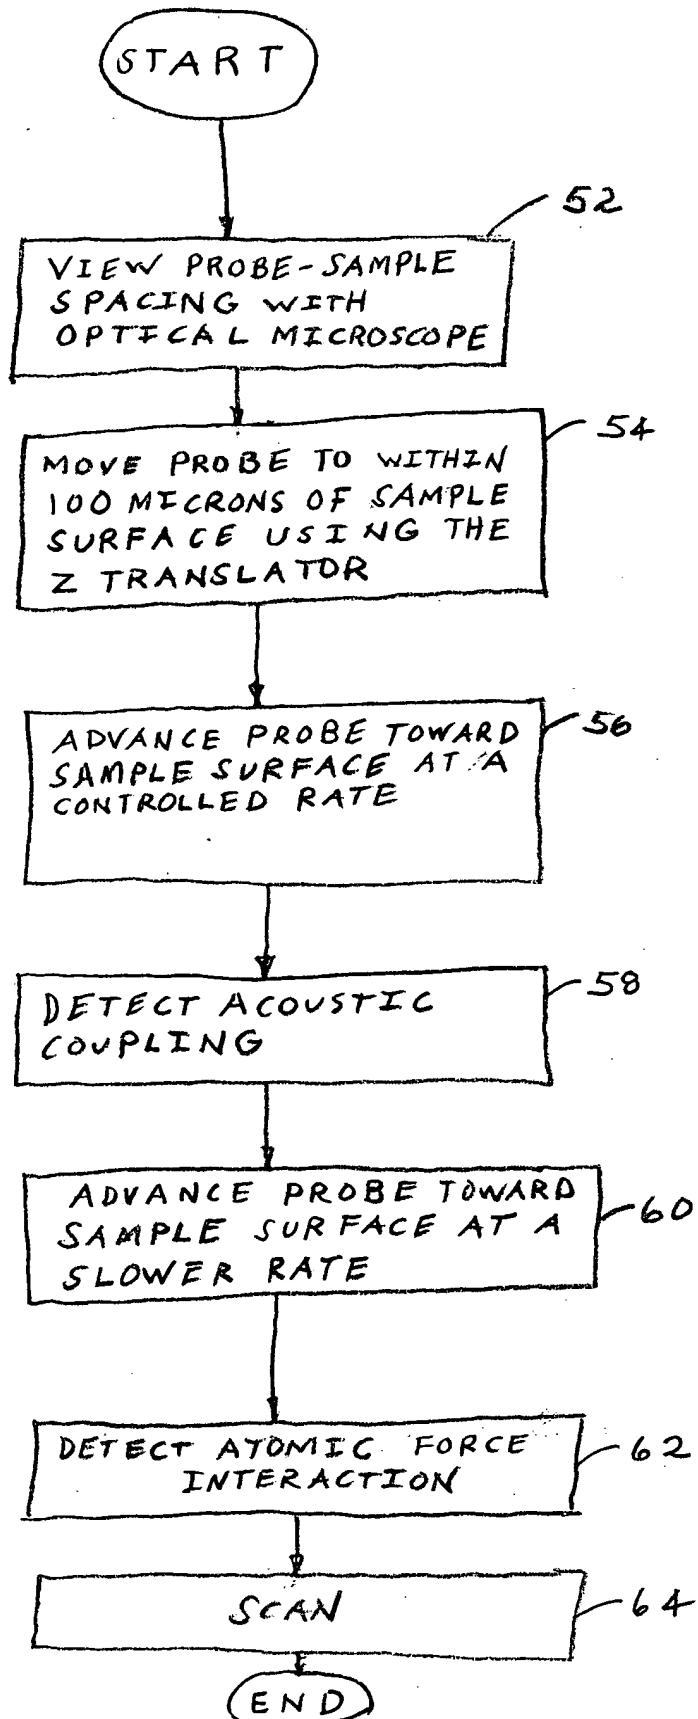 START
52
VIEW PROBE-SAMPLE
SPACING WITH
OPTICAL MICROSCOPE
54
MOVE PROBE TO WITHIN
100 MICRONS OF SAMPLE
SURFACE USING THE
Z TRANSLATOR
56
ADVANCE PROBE TOWARD
SAMPLE SURFACE AT A
CONTROLLED RATE
58
DETECT ACOUSTIC
COUPLING
60
ADVANCE PROBE TOWARD
SAMPLE SURFACE AT A
SLOWER RATE
62
DETECT ATOMIC FORCE
INTERACTION
64
SCAN
END